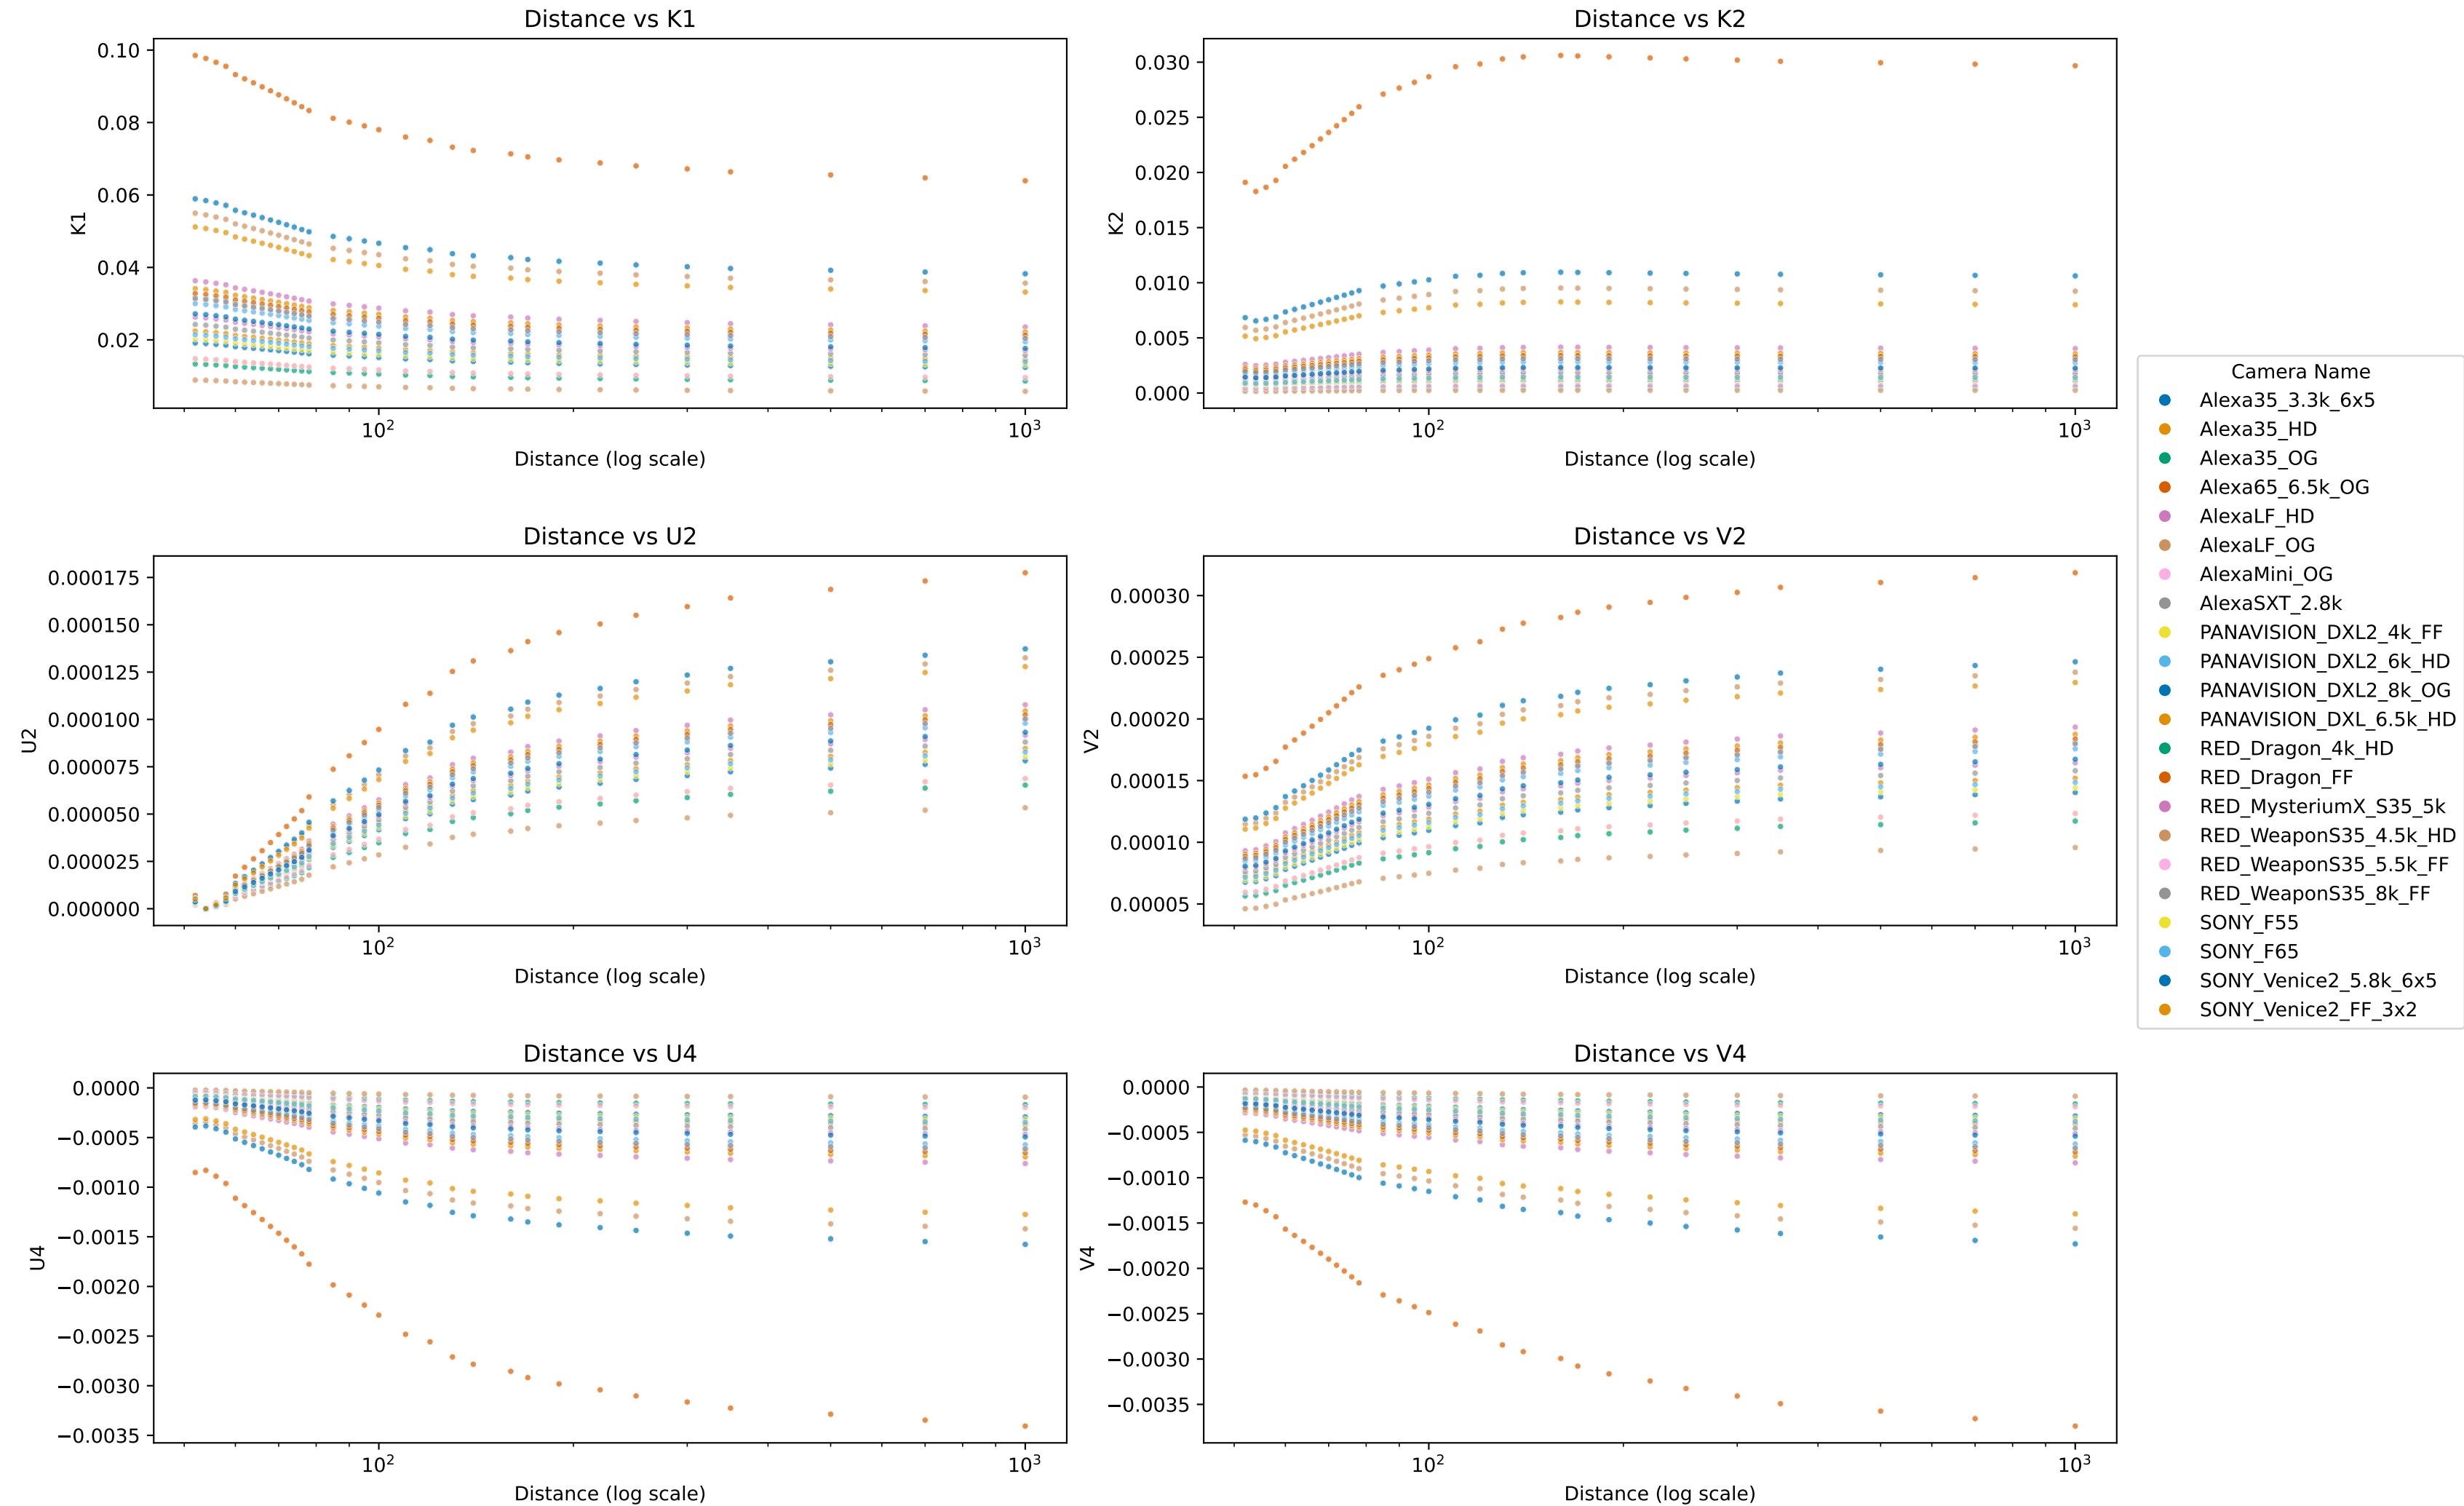 Distance vs K1
0.10
0.08
0.06
0.04
0.02
K1
10²
10³
Distance (log scale)
Distance vs K2
0.030
0.025
0.020
0.015
0.010
0.005
0.000
K2
10²
10³
Distance (log scale)
Distance vs U2
0.000175
0.000150
0.000125
0.000100
0.000075
0.000050
0.000025
0.000000
U2
10²
10³
Distance (log scale)
Distance vs V2
0.00030
0.00025
0.00020
0.00015
0.00010
0.00005
V2
10²
10³
Distance (log scale)
Distance vs U4
0.0000
−0.0005
−0.0010
−0.0015
−0.0020
−0.0025
−0.0030
−0.0035
U4
10²
10³
Distance (log scale)
Distance vs V4
0.0000
−0.0005
−0.0010
−0.0015
−0.0020
−0.0025
−0.0030
−0.0035
V4
10²
10³
Distance (log scale)
Camera Name
Alexa35_3.3k_6x5
Alexa35_HD
Alexa35_OG
Alexa65_6.5k_OG
AlexaLF_HD
AlexaLF_OG
AlexaMini_OG
AlexaSXT_2.8k
PANAVISION_DXL2_4k_FF
PANAVISION_DXL2_6k_HD
PANAVISION_DXL2_8k_OG
PANAVISION_DXL_6.5k_HD
RED_Dragon_4k_HD
RED_Dragon_FF
RED_MysteriumX_S35_5k
RED_WeaponS35_4.5k_HD
RED_WeaponS35_5.5k_FF
RED_WeaponS35_8k_FF
SONY_F55
SONY_F65
SONY_Venice2_5.8k_6x5
SONY_Venice2_FF_3x2